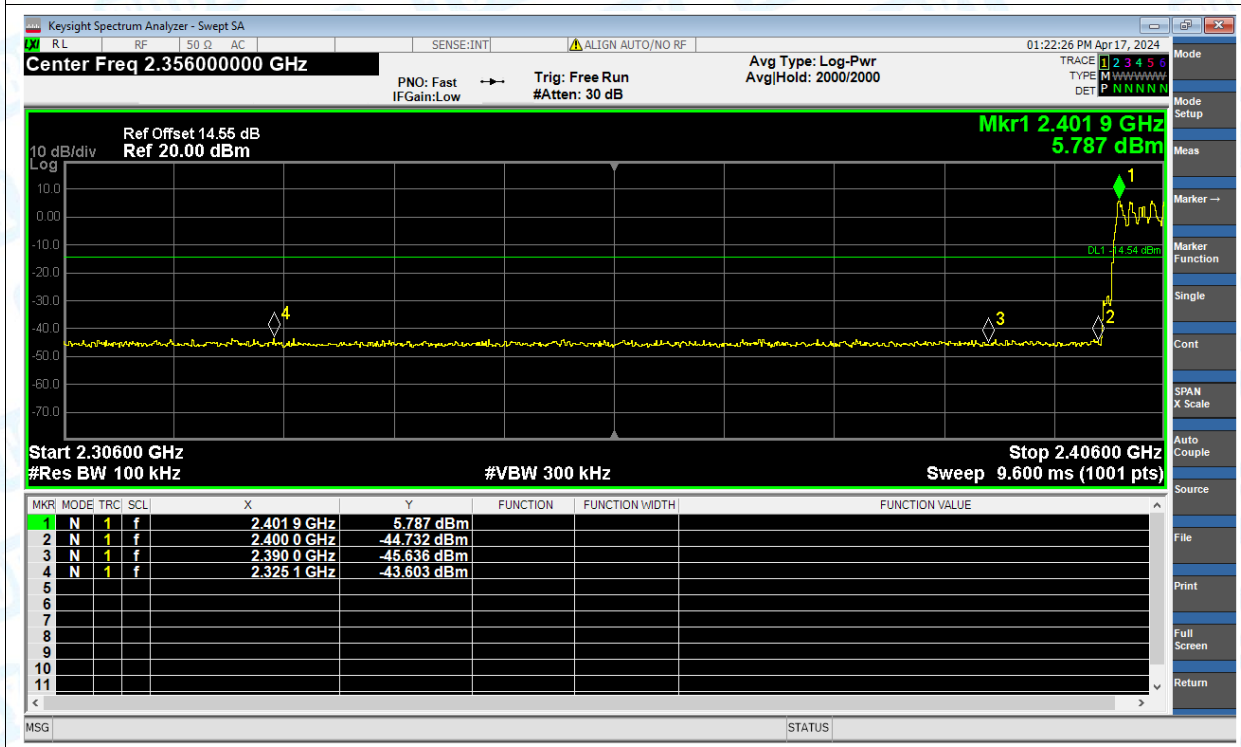 Keysight Spectrum Analyzer - Swept SA
LXI RL RF 50 Ω AC SENSE:INT ALIGN AUTO/NO RF 01:22:26 PM Apr 17, 2024
Center Freq 2.356000000 GHz
PNO: Fast
IFGain:Low
Trig: Free Run
#Atten: 30 dB
Avg Type: Log-Pwr
Avg|Hold: 2000/2000
TRACE 1 2 3 4 5 6
TYPE M W W W W W
DET P N N N N N
Ref Offset 14.55 dB
10 dB/div Ref 20.00 dBm
Log
Mkr1 2.401 9 GHz
5.787 dBm
10.0
0.00
-10.0
-20.0
-30.0
-40.0
-50.0
-60.0
-70.0
1
DL1 -14.54 dBm
4
3
2
Start 2.30600 GHz Stop 2.40600 GHz
#Res BW 100 kHz #VBW 300 kHz Sweep 9.600 ms (1001 pts)
MKR MODE TRC SCL X Y FUNCTION FUNCTION WIDTH FUNCTION VALUE
1 N 1 f 2.401 9 GHz 5.787 dBm
2 N 1 f 2.400 0 GHz -44.732 dBm
3 N 1 f 2.390 0 GHz -45.636 dBm
4 N 1 f 2.325 1 GHz -43.603 dBm
5
6
7
8
9
10
11
MSG STATUS
Mode
Mode
Setup
Meas
Marker →
Marker
Function
Single
Cont
SPAN
X Scale
Auto
Couple
Source
File
Print
Full
Screen
Return